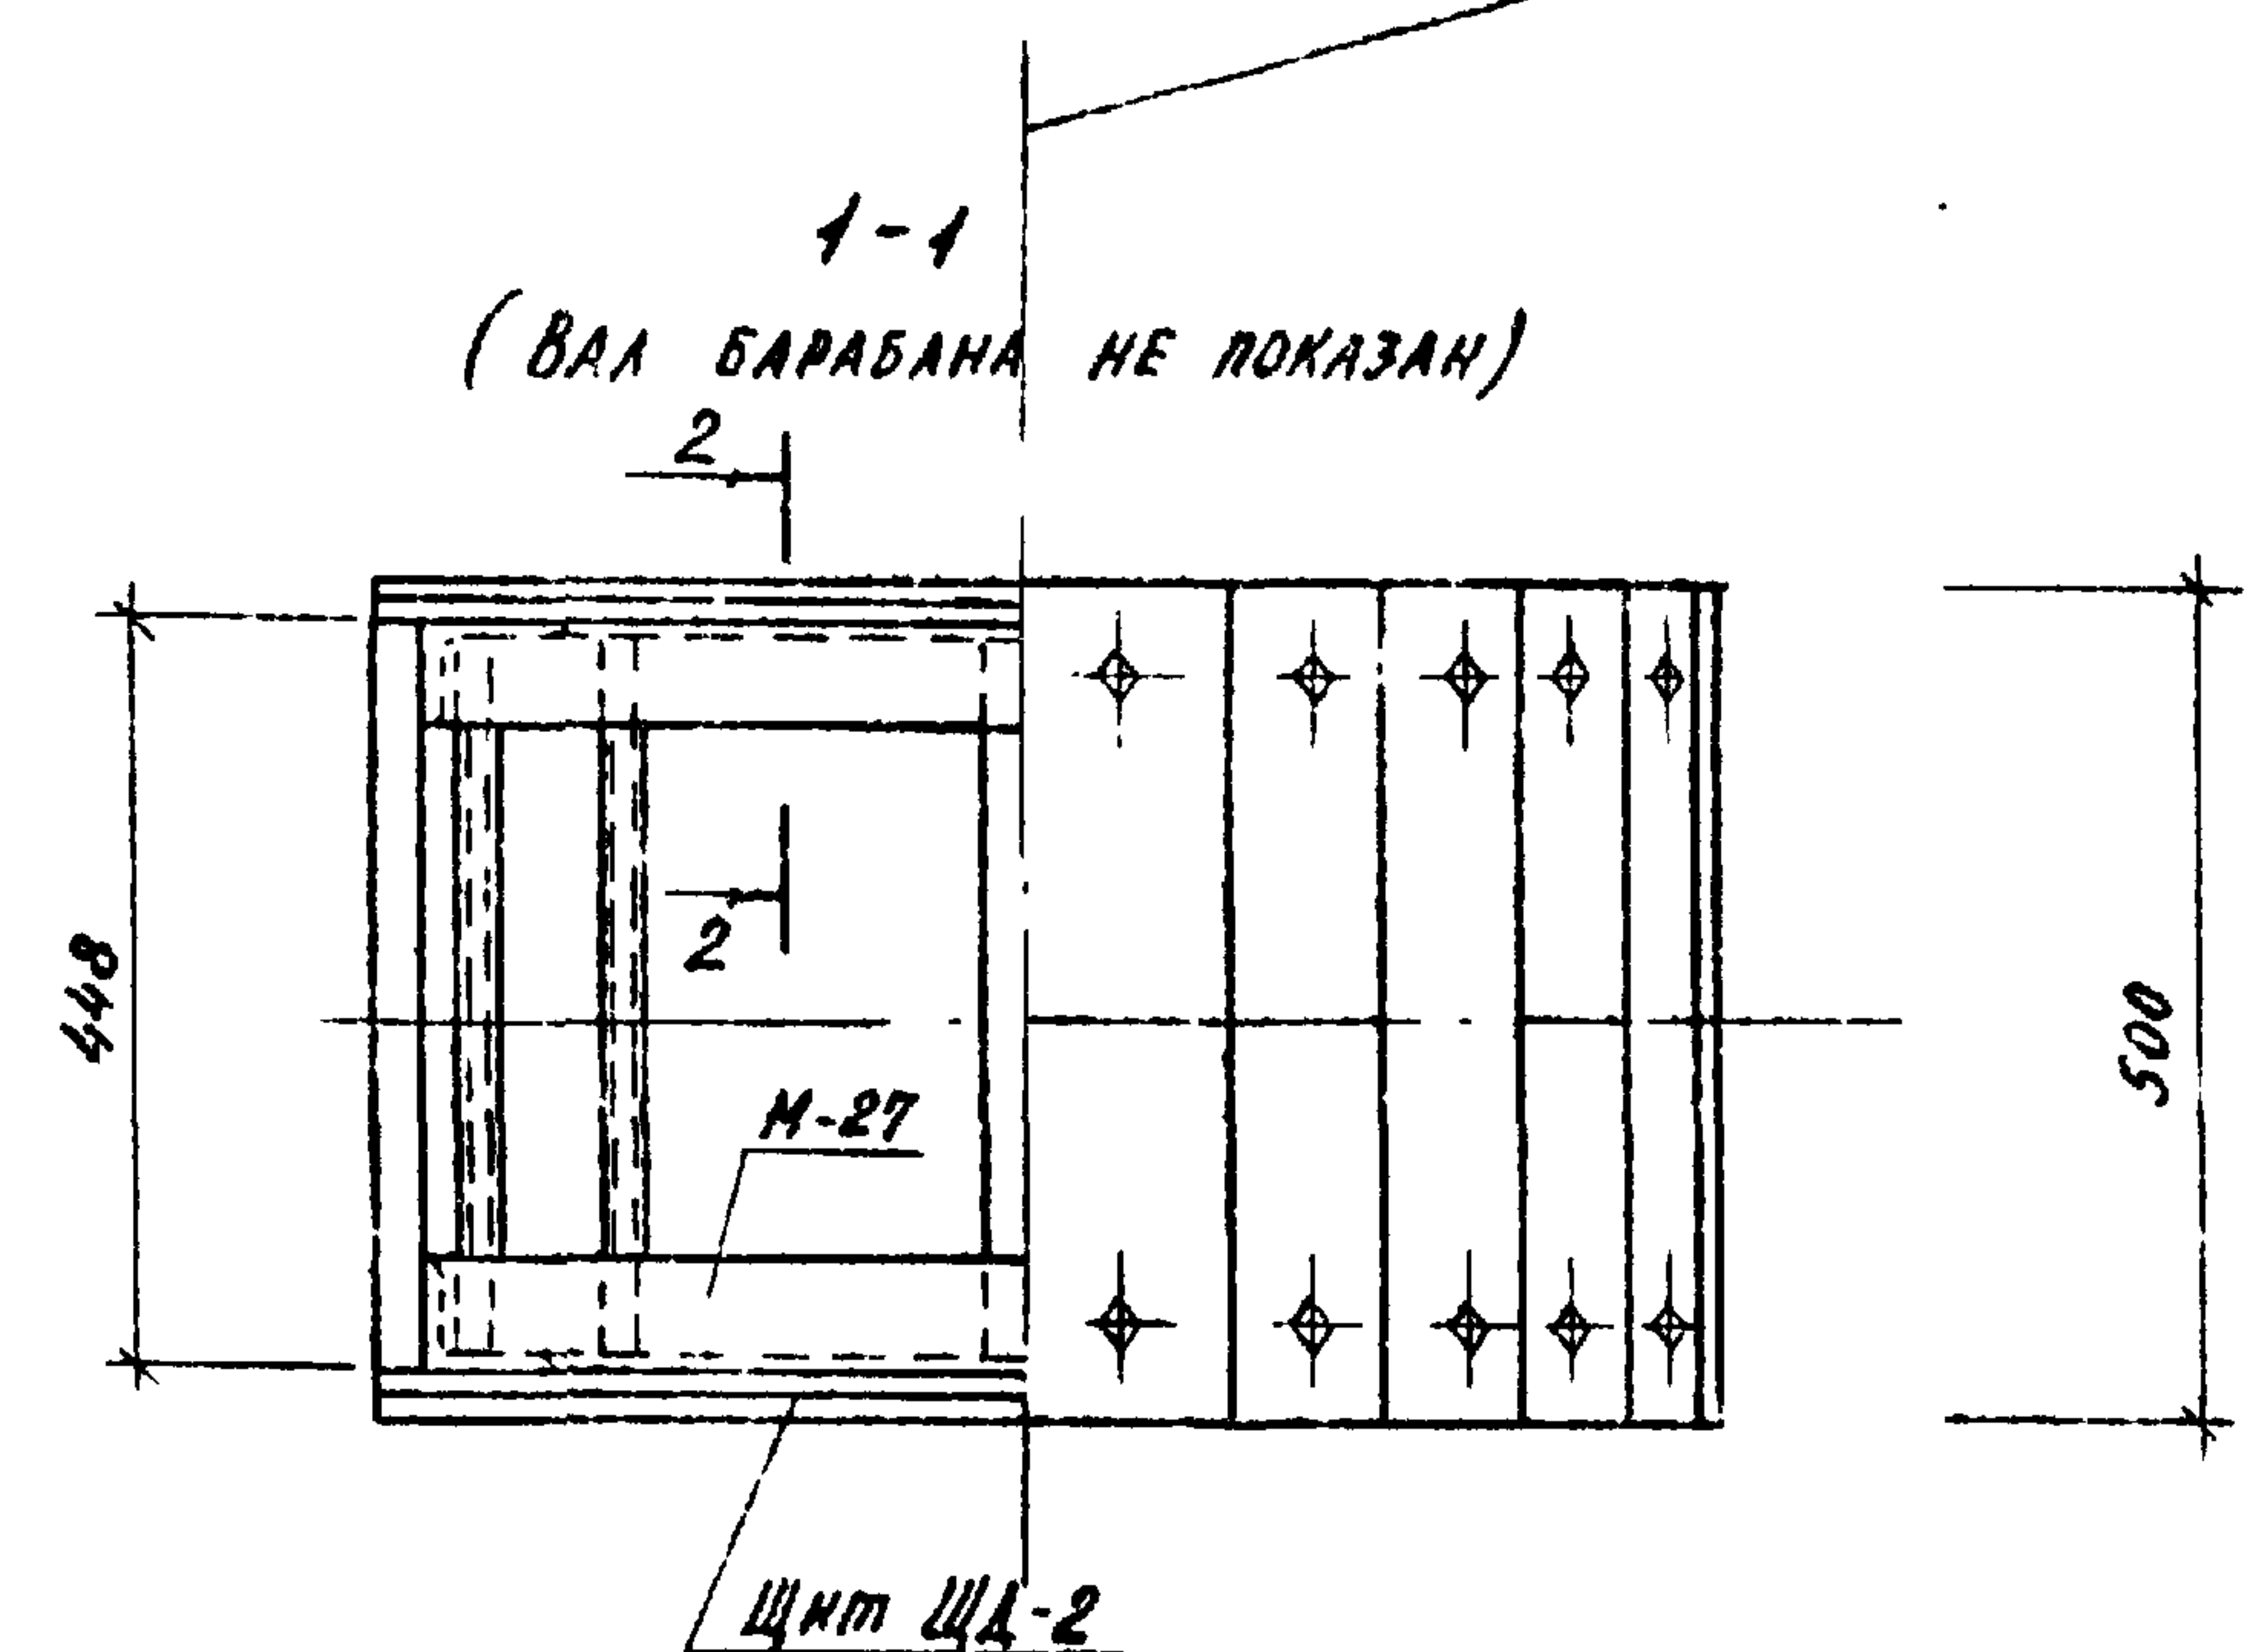 1-1
(ВАЛ БАРАБАНА НЕ ПОКАЗАН)
2
448
2
500
М-27
Щит ЩД-2